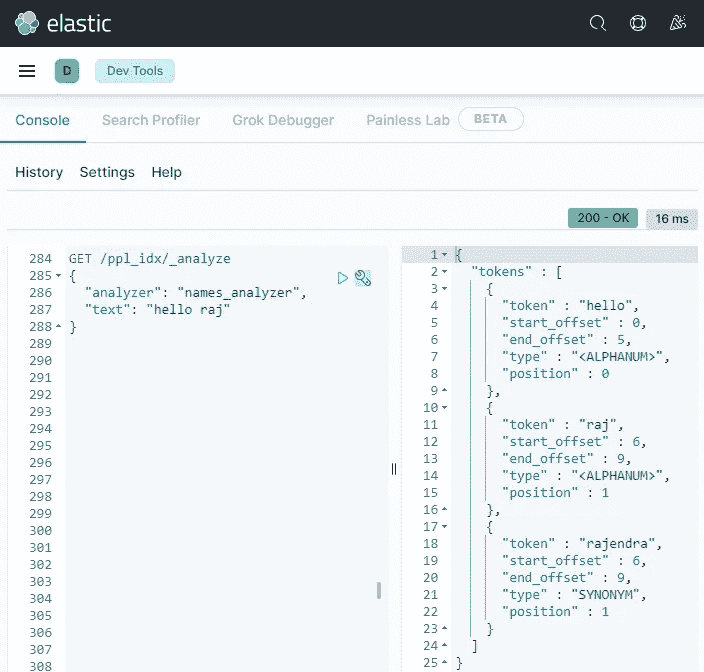 elastic
D Dev Tools
Console Search Profiler Grok Debugger Painless Lab BETA
History Settings Help
200 - OK 16 ms
284 GET /ppl_idx/_analyze
285 {
286 "analyzer": "names_analyzer",
287 "text": "hello raj"
288 }
289
290
291
292
293
294
295
296
297
298
299
300
301
302
303
304
305
306
307
308
1 {
2 "tokens" : [
3 {
4 "token" : "hello",
5 "start_offset" : 0,
6 "end_offset" : 5,
7 "type" : "<ALPHANUM>",
8 "position" : 0
9 },
10 {
11 "token" : "raj",
12 "start_offset" : 6,
13 "end_offset" : 9,
14 "type" : "<ALPHANUM>",
15 "position" : 1
16 },
17 {
18 "token" : "rajendra",
19 "start_offset" : 6,
20 "end_offset" : 9,
21 "type" : "SYNONYM",
22 "position" : 1
23 }
24 ]
25 }